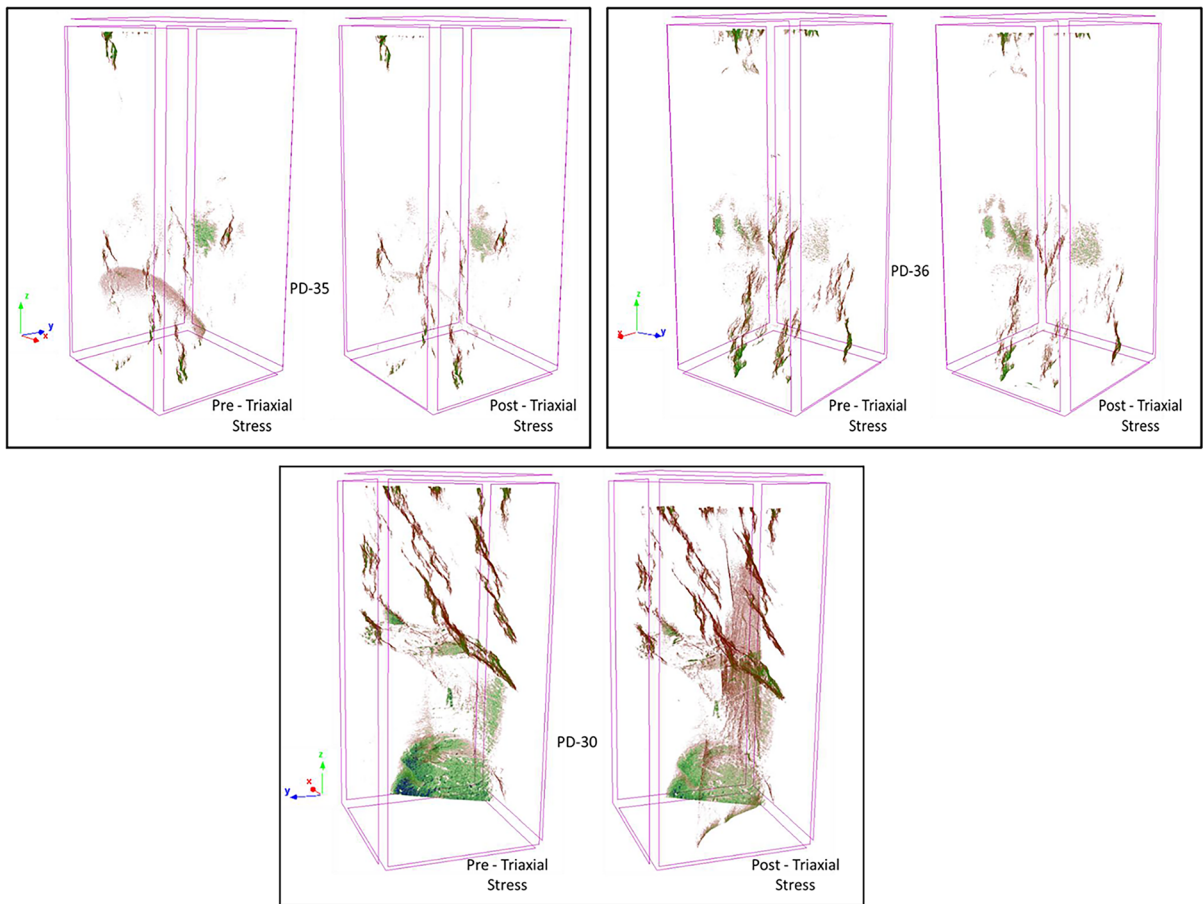 z
y
x
PD-35
Pre - Triaxial
Stress
Post - Triaxial
Stress
z
x
y
PD-36
Pre - Triaxial
Stress
Post - Triaxial
Stress
z
x
y
PD-30
Pre - Triaxial
Stress
Post - Triaxial
Stress